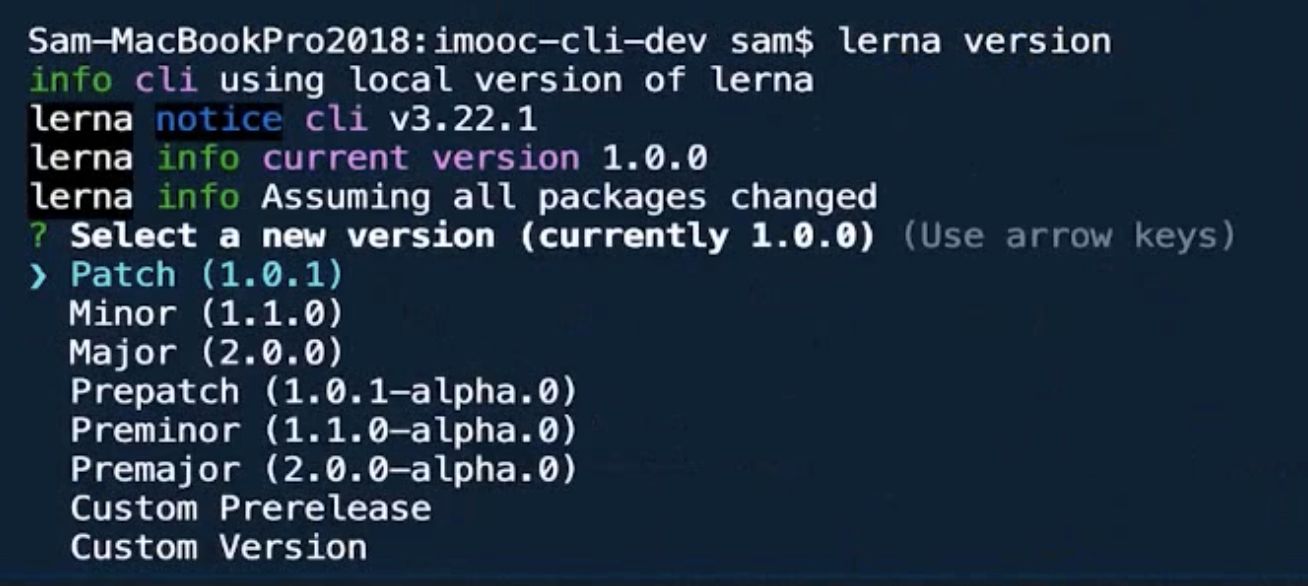 Sam-MacBookPro2018:imooc-cli-dev sam$ lerna version
info cli using local version of lerna
lerna notice cli v3.22.1
lerna info current version 1.0.0
lerna info Assuming all packages changed
? Select a new version (currently 1.0.0) (Use arrow keys)
❯ Patch (1.0.1)
  Minor (1.1.0)
  Major (2.0.0)
  Prepatch (1.0.1-alpha.0)
  Preminor (1.1.0-alpha.0)
  Premajor (2.0.0-alpha.0)
  Custom Prerelease
  Custom Version